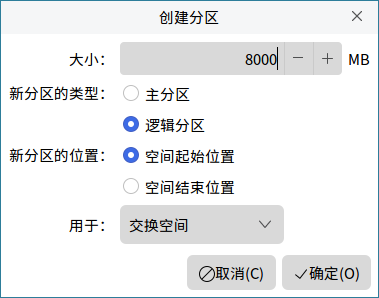 创建分区
大小： 8000 MB
新分区的类型： 主分区
逻辑分区
新分区的位置： 空间起始位置
空间结束位置
用于： 交换空间
取消(C) 确定(O)